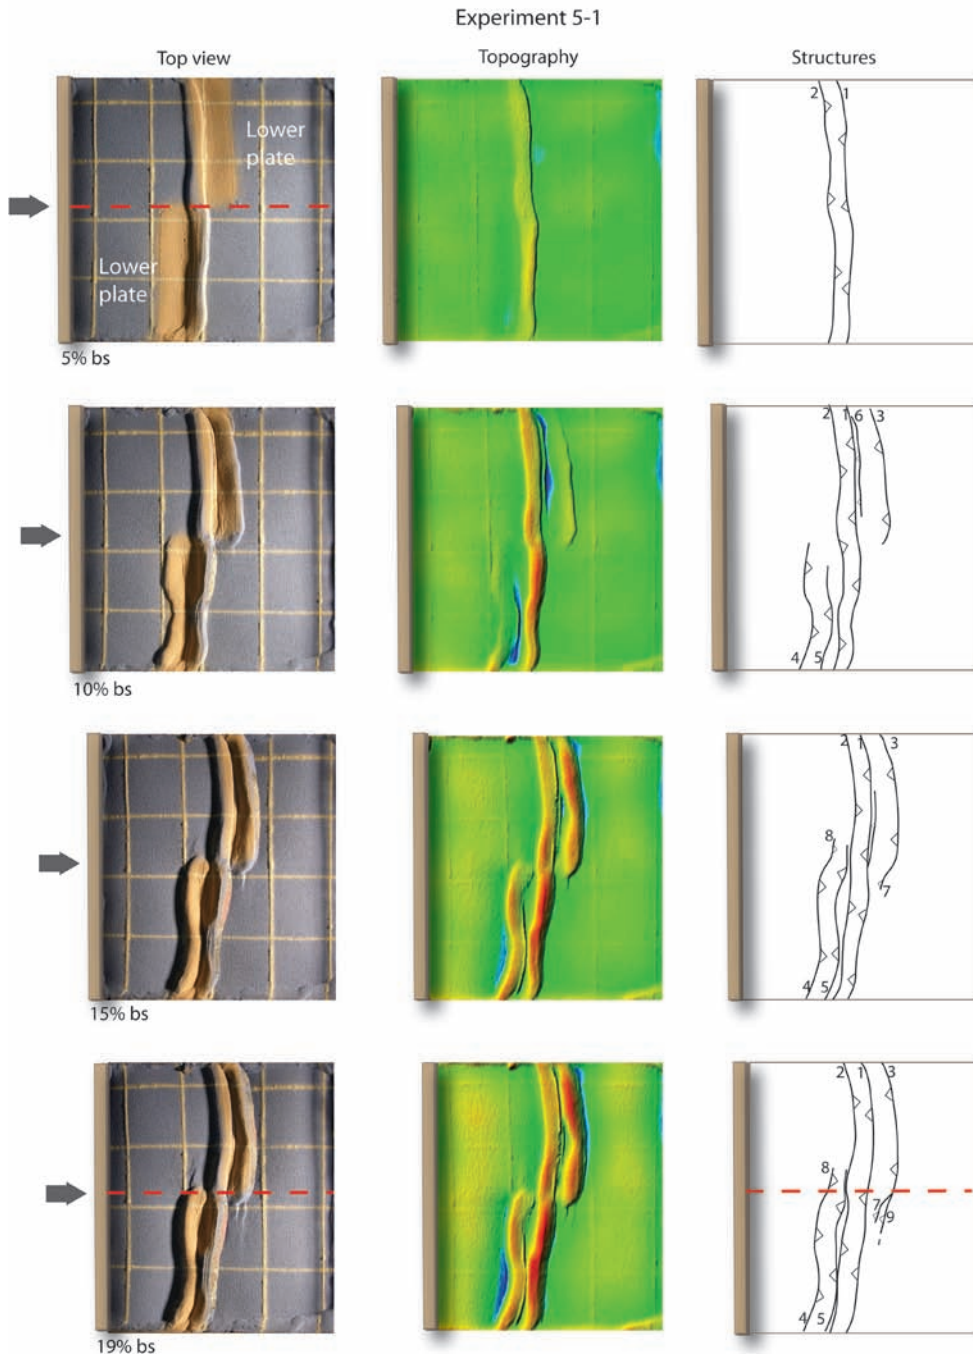 Experiment 5-1
Top view
Topography
Structures
Lower
plate
Lower
plate
2 1
5% bs
2 1 6 3
4 5
10% bs
2 1 3
8
7
4 5
15% bs
2 1 3
8
7 9
4 5
19% bs